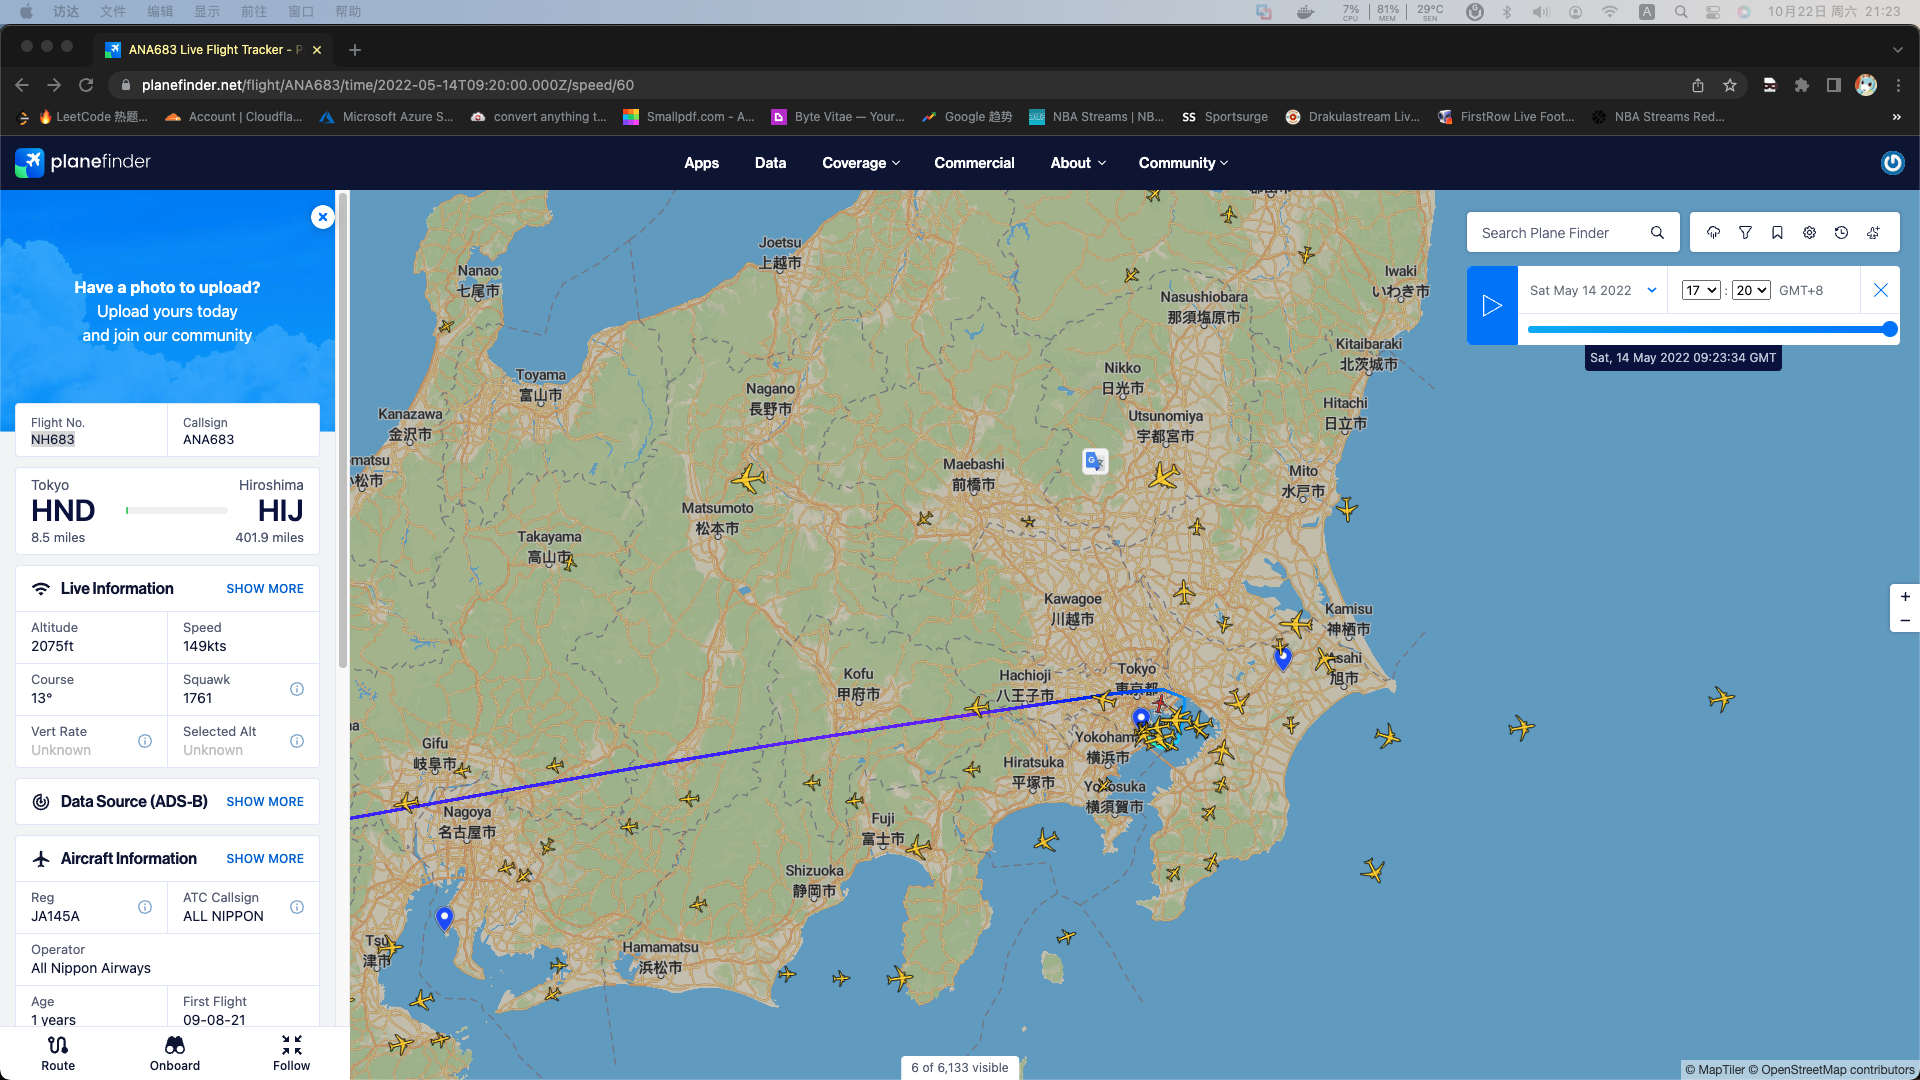 访达 文件 编辑 显示 前往 窗口 帮助
7% CPU 81% MEM 29°C SEN A 10月22日 周六 21:23
ANA683 Live Flight Tracker - P
planefinder.net/flight/ANA683/time/2022-05-14T09:20:00.000Z/speed/60
LeetCode 热题... Account | Cloudfla... Microsoft Azure S... convert anything t... Smallpdf.com - A... Byte Vitae — Your... Google 趋势 NBA Streams | NB... SS Sportsurge Drakulastream Liv... FirstRow Live Foot... NBA Streams Red... »
planefinder
Apps Data Coverage Commercial About Community
Have a photo to upload?
Upload yours today
and join our community
Flight No. Callsign
NH683 ANA683
Tokyo Hiroshima
HND HIJ
8.5 miles 401.9 miles
Live Information SHOW MORE
Altitude Speed
2075ft 149kts
Course Squawk
13° 1761
Vert Rate Selected Alt
Unknown Unknown
Data Source (ADS-B) SHOW MORE
Aircraft Information SHOW MORE
Reg ATC Callsign
JA145A ALL NIPPON
Operator
All Nippon Airways
Age First Flight
1 years 09-08-21
Route Onboard Follow
Search Plane Finder
Sat May 14 2022 17 : 20 GMT+8
Sat, 14 May 2022 09:23:34 GMT
+
−
Joetsu
上越市
Nanao
七尾市
Iwaki
いわき市
Nasushiobara
那須塩原市
Kitaibaraki
北茨城市
Toyama
富山市
Nikko
日光市
Nagano
長野市
Kanazawa
金沢市
Hitachi
日立市
Utsunomiya
宇都宮市
matsu
小松市
Maebashi
前橋市
Mito
水戸市
Matsumoto
松本市
Takayama
高山市
Kawagoe
川越市
Kamisu
神栖市
Asahi
旭市
Tokyo
東京都
Hachioji
八王子市
Kofu
甲府市
Yokohama
横浜市
Gifu
岐阜市
Hiratsuka
平塚市
Yokosuka
横須賀市
Nagoya
名古屋市
Fuji
富士市
Shizuoka
静岡市
Tsu
津市
Hamamatsu
浜松市
6 of 6,133 visible
© MapTiler © OpenStreetMap contributors